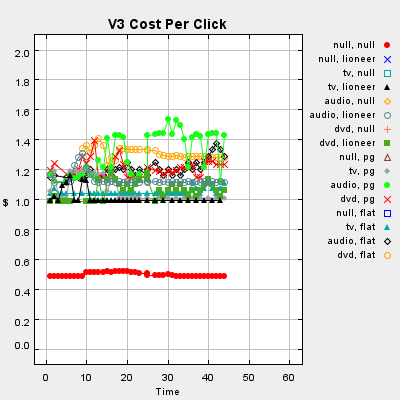 V3 Cost Per Click
2.0
1.8
1.6
1.4
1.2
$
1.0
0.8
0.6
0.4
0.2
0.0
0 10 20 30 40 50 60
Time
null, null
null, lioneer
tv, null
tv, lioneer
audio, null
audio, lioneer
dvd, null
dvd, lioneer
null, pg
tv, pg
audio, pg
dvd, pg
null, flat
tv, flat
audio, flat
dvd, flat